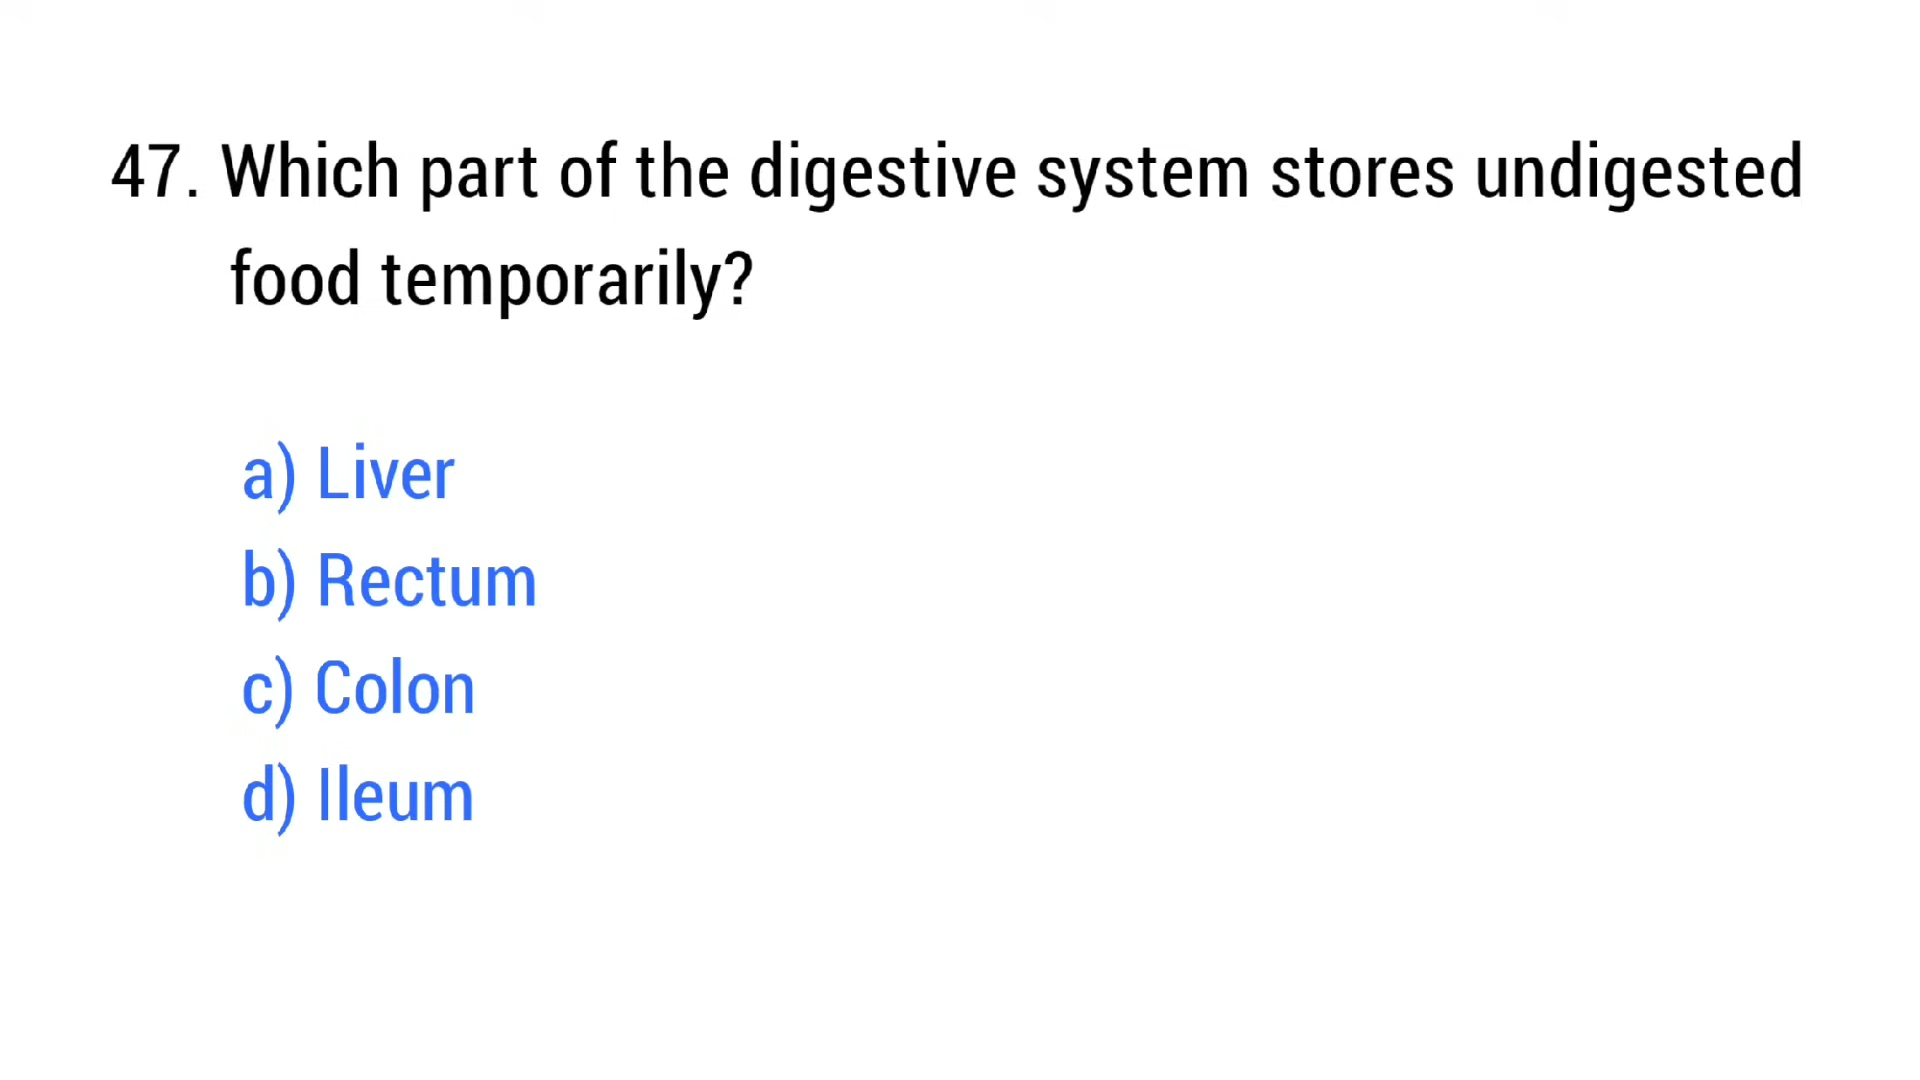 47. Which part of the digestive system stores undigested
food temporarily?
a) Liver
b) Rectum
c) Colon
d) Ileum